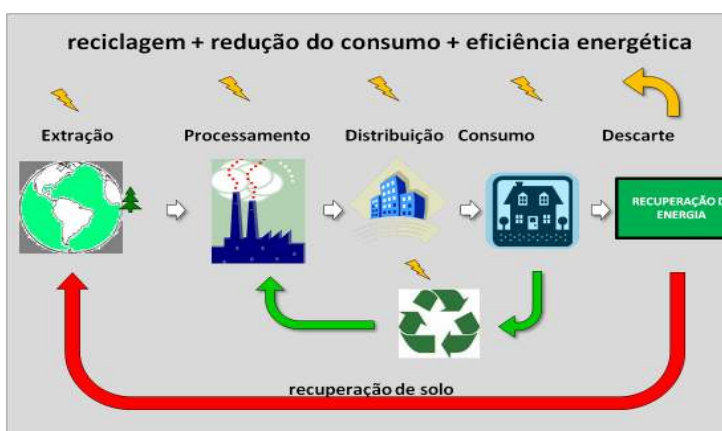 reciclagem + redução do consumo + eficiência energética
Extração
Processamento
Distribuição
Consumo
Descarte
RECUPERAÇÃO D
ENERGIA
recuperação de solo